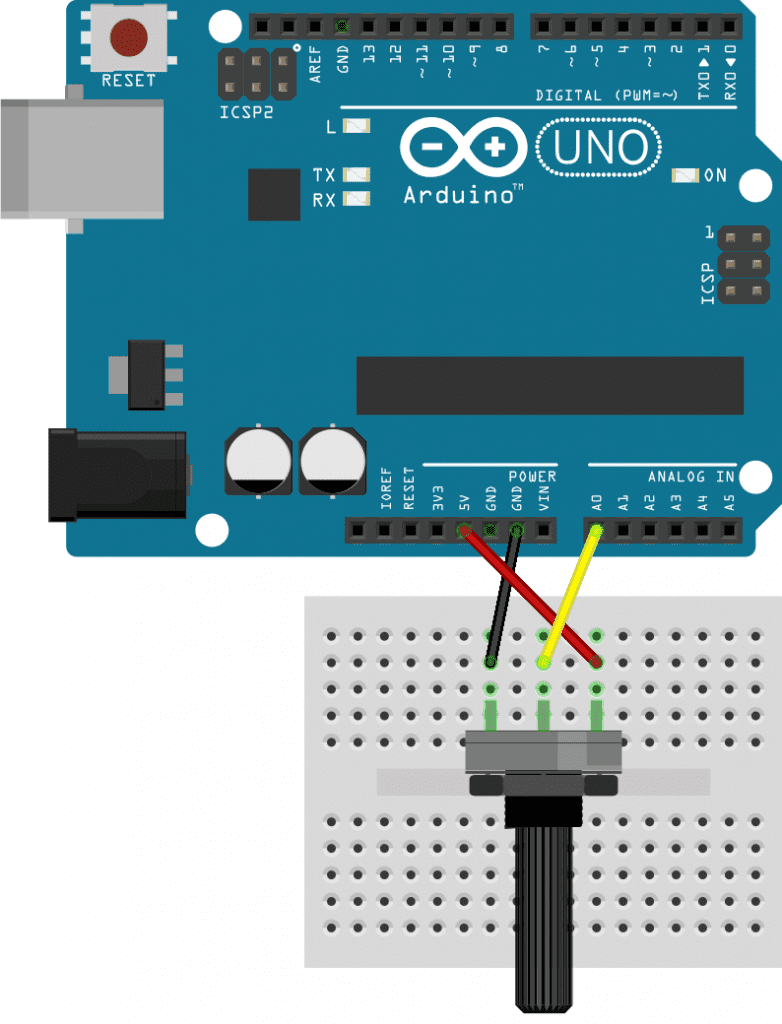 RESET
ICSP2
AREF
GND
13
12
~11
~10
~9
8
7
~6
~5
4
~3
2
TX0▶1
RX0◀0
DIGITAL (PWM=~)
L
TX
RX
Arduino™
UNO
ON
1
ICSP
POWER
ANALOG IN
IOREF
RESET
3V3
5V
GND
GND
VIN
A0
A1
A2
A3
A4
A5